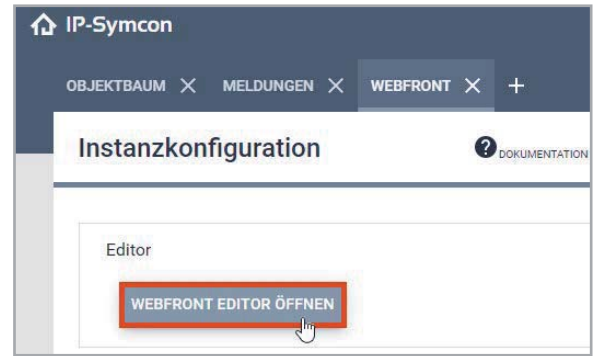 IP-Symcon
OBJEKTBAUM MELDUNGEN WEBFRONT
Instanzkonfiguration DOKUMENTATION
Editor
WEBFRONT EDITOR ÖFFNEN